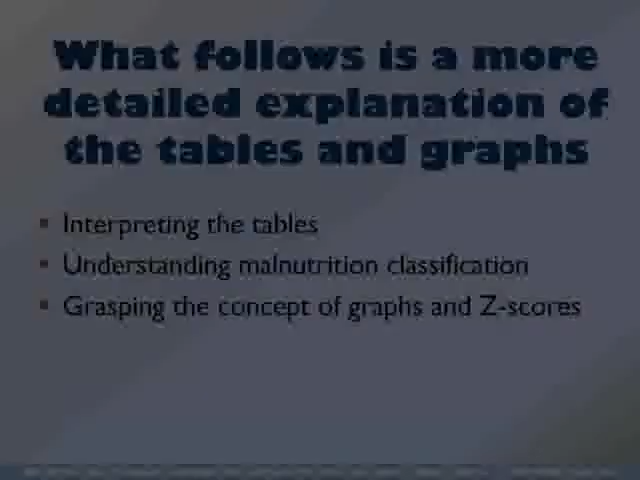 What follows is a more
detailed explanation of
the tables and graphs
▪ Interpreting the tables
▪ Understanding malnutrition classification
▪ Grasping the concept of graphs and Z-scores